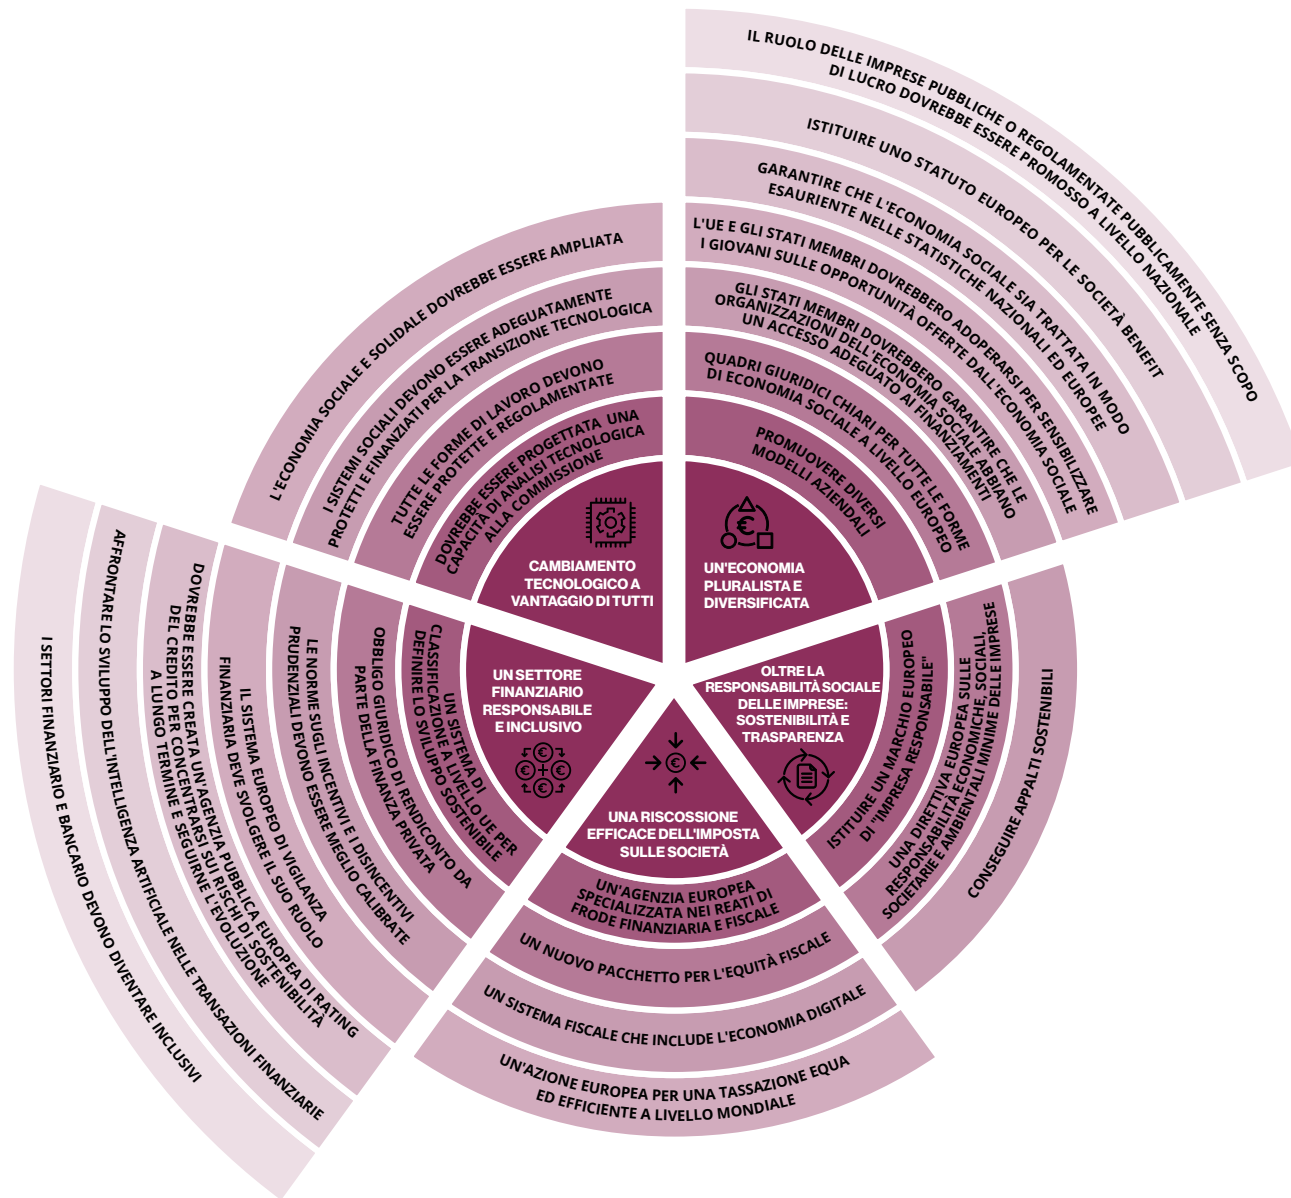 IL RUOLO DELLE IMPRESE PUBBLICHE O REGOLAMENTATE PUBBLICAMENTE SENZA SCOPO
DI LUCRO DOVREBBE ESSERE PROMOSSO A LIVELLO NAZIONALE
ISTITUIRE UNO STATUTO EUROPEO PER LE SOCIETÀ BENEFIT
GARANTIRE CHE L'ECONOMIA SOCIALE SIA TRATTATA IN MODO
ESAURIENTE NELLE STATISTICHE NAZIONALI ED EUROPEE
L'UE E GLI STATI MEMBRI DOVREBBERO ADOPERARSI PER SENSIBILIZZARE
I GIOVANI SULLE OPPORTUNITÀ OFFERTE DALL'ECONOMIA SOCIALE
GLI STATI MEMBRI DOVREBBERO GARANTIRE CHE LE
ORGANIZZAZIONI DELL'ECONOMIA SOCIALE ABBIANO
UN ACCESSO ADEGUATO AI FINANZIAMENTI
QUADRI GIURIDICI CHIARI PER TUTTE LE FORME
DI ECONOMIA SOCIALE A LIVELLO EUROPEO
PROMUOVERE DIVERSI
MODELLI AZIENDALI
UN'ECONOMIA
PLURALISTA E
DIVERSIFICATA
OLTRE LA
RESPONSABILITÀ SOCIALE
DELLE IMPRESE:
SOSTENIBILITÀ E
TRASPARENZA
ISTITUIRE UN MARCHIO EUROPEO
DI "IMPRESA RESPONSABILE"
UNA DIRETTIVA EUROPEA SULLE
RESPONSABILITÀ ECONOMICHE, SOCIALI,
SOCIETARIE E AMBIENTALI MINIME DELLE IMPRESE
CONSEGURE APPALTI SOSTENIBILI
UNA RISCOSSIONE
EFFICACE DELL'IMPOSTA
SULLE SOCIETÀ
UN'AGENZIA EUROPEA
SPECIALIZZATA NEI REATI DI
FRODE FINANZIARIA E FISCALE
UN NUOVO PACCHETTO PER L'EQUITÀ FISCALE
UN SISTEMA FISCALE CHE INCLUDE L'ECONOMIA DIGITALE
UN'AZIONE EUROPEA PER UNA TASSAZIONE EQUA
ED EFFICIENTE A LIVELLO MONDIALE
UN SETTORE
FINANZIARIO
RESPONSABILE
E INCLUSIVO
UN SISTEMA DI
CLASSIFICAZIONE A LIVELLO UE PER
DEFINIRE LO SVILUPPO SOSTENIBILE
OBBLIGO GIURIDICO DI RENDICONTO DA
PARTE DELLA FINANZA PRIVATA
LE NORME SUGLI INCENTIVI E I DISINCENTIVI
PRUDENZIALI DEVONO ESSERE MEGLIO CALIBRATE
IL SISTEMA EUROPEO DI VIGILANZA
FINANZIARIA DEVE SVOLGERE IL SUO RUOLO
DOVREBBE ESSERE CREATA UN'AGENZIA PUBBLICA EUROPEA DI RATING
DEL CREDITO PER CONCENTRARSI SUI RISCHI DI SOSTENIBILITÀ
A LUNGO TERMINE E SEGUIRNE L'EVOLUZIONE
AFFRONTARE LO SVILUPPO DELL'INTELLIGENZA ARTIFICIALE NELLE TRANSAZIONI FINANZIARIE
I SETTORI FINANZIARIO E BANCARIO DEVONO DIVENTARE INCLUSIVI
CAMBIAMENTO
TECNOLOGICO A
VANTAGGIO DI TUTTI
DOVREBBE ESSERE PROGETTATA UNA
CAPACITÀ DI ANALISI TECNOLOGICA
ALLA COMMISSIONE
TUTTE LE FORME DI LAVORO DEVONO
ESSERE PROTETTE E REGOLAMENTATE
I SISTEMI SOCIALI DEVONO ESSERE ADEGUATAMENTE
PROTETTI E FINANZIATI PER LA TRANSIZIONE TECNOLOGICA
L'ECONOMIA SOCIALE E SOLIDALE DOVREBBE ESSERE AMPLIATA